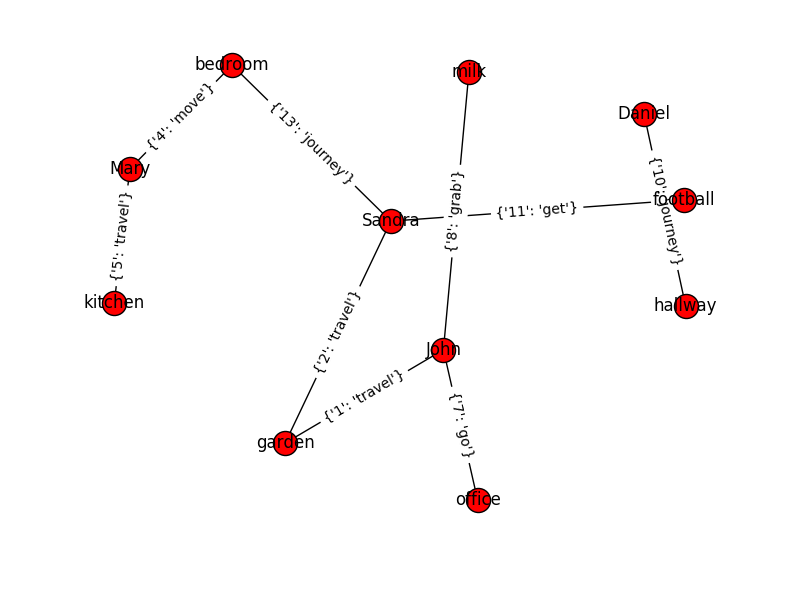 bedroom
milk
{'4': 'move'}
Daniel
{'13': 'journey'}
Mary
{'10': 'journey'}
football
{'8': 'grab'}
{'11': 'get'}
Sandra
{'5': 'travel'}
kitchen
hallway
{'2': 'travel'}
John
{'1': 'travel'}
{'7': 'go'}
garden
office